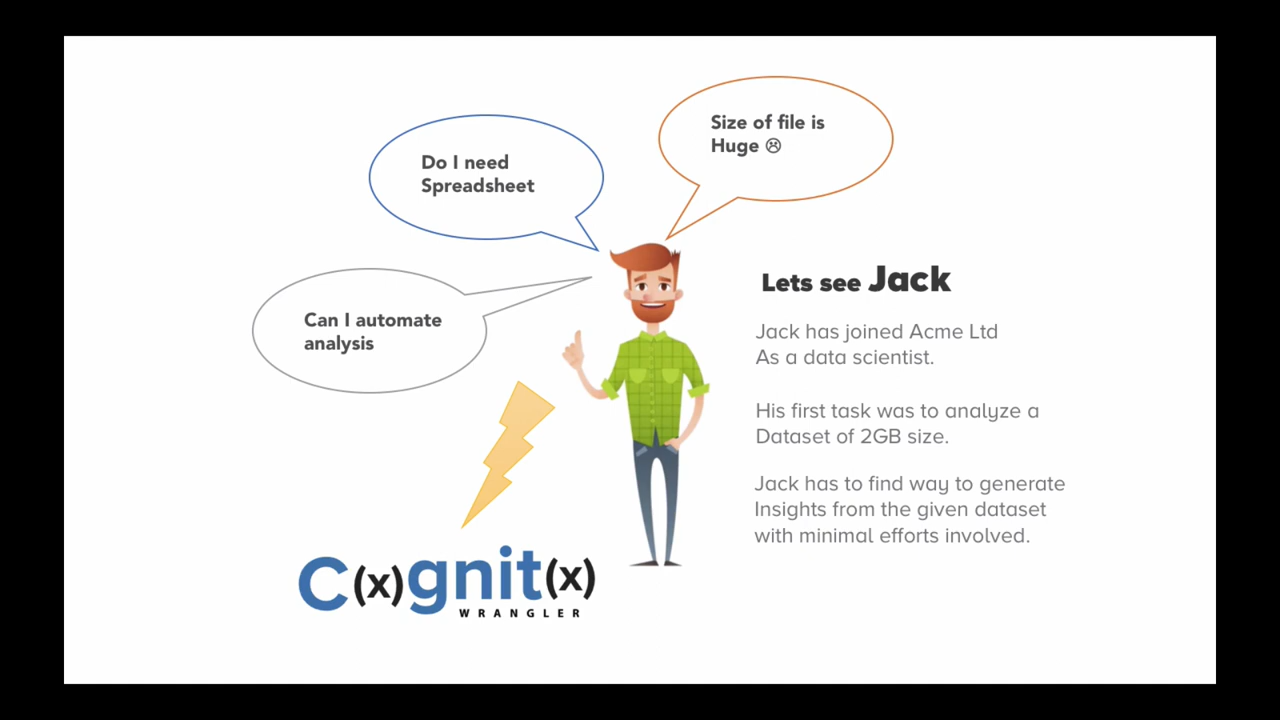 Size of file is
Huge ☹
Do I need
Spreadsheet
Can I automate
analysis
Lets see Jack
Jack has joined Acme Ltd
As a data scientist.
His first task was to analyze a
Dataset of 2GB size.
Jack has to find way to generate
Insights from the given dataset
with minimal efforts involved.
C(x)gnit(x)
WRANGLER